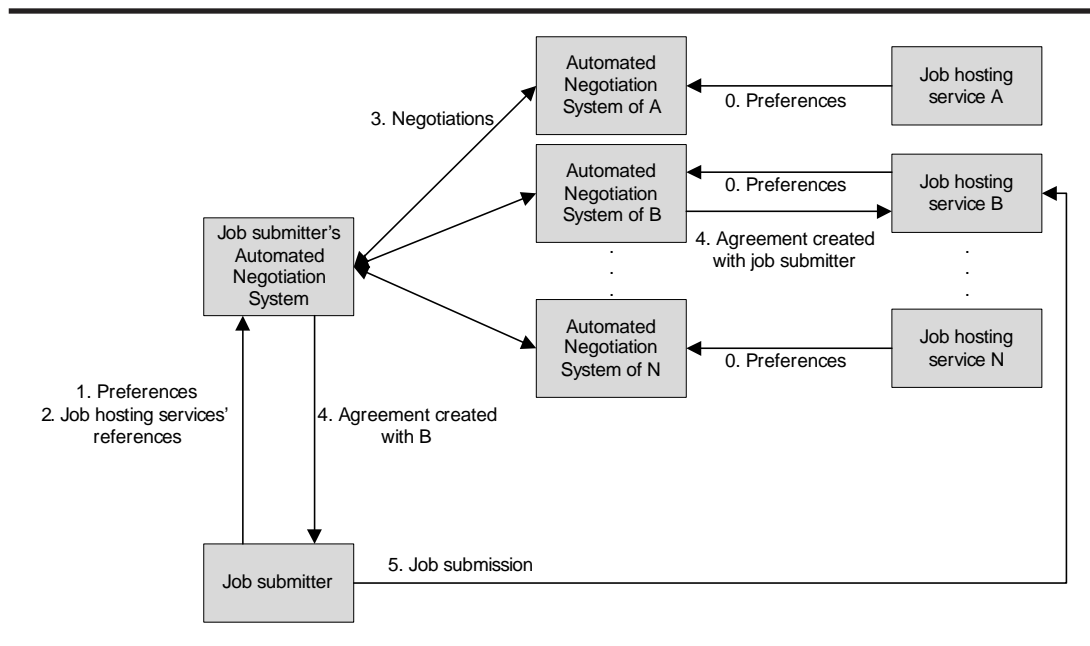 Automated
Negotiation
System of A
0. Preferences
Job hosting
service A
3. Negotiations
Automated
Negotiation
System of B
0. Preferences
Job hosting
service B
4. Agreement created
with job submitter
Job submitter's
Automated
Negotiation
System
Automated
Negotiation
System of N
0. Preferences
Job hosting
service N
1. Preferences
2. Job hosting services'
references
4. Agreement created
with B
5. Job submission
Job submitter